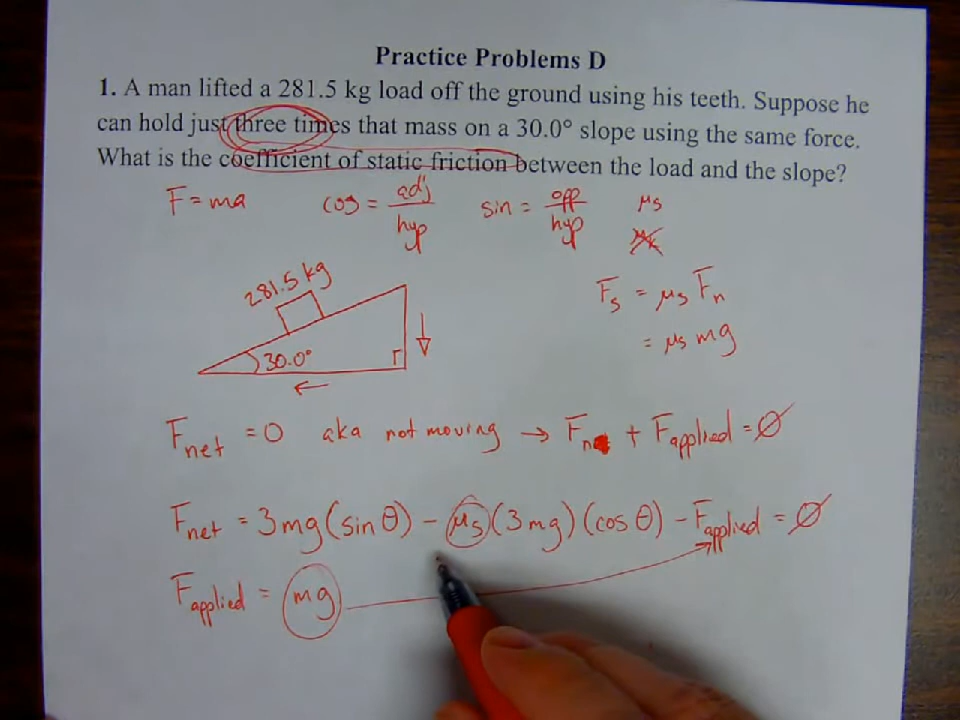 Practice Problems D
1. A man lifted a 281.5 kg load off the ground using his teeth. Suppose he
can hold just three times that mass on a 30.0° slope using the same force.
What is the coefficient of static friction between the load and the slope?
F = ma cos = adj/hyp sin = opp/hyp μs
μk
281.5 kg
Fs = μs Fn
= μs mg
30.0°
Fnet = 0 aka not moving → Fn + Fapplied = 0
Fnet = 3mg(sin θ) − μs(3mg)(cos θ) − Fapplied = 0
Fapplied = mg